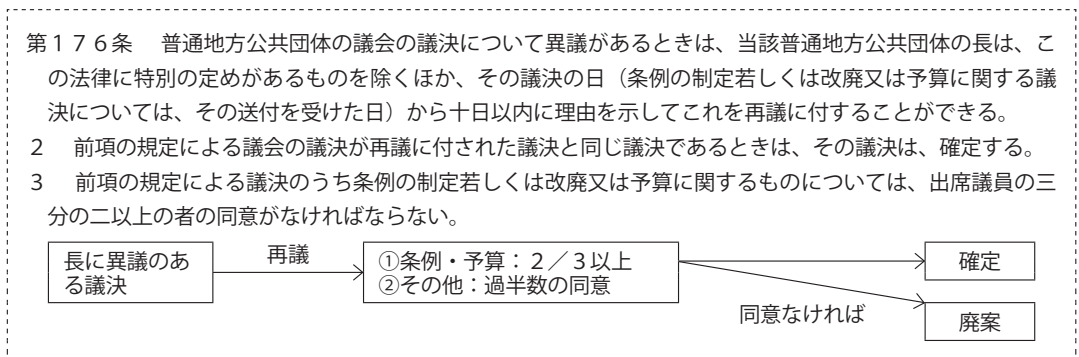 第176条　普通地方公共団体の議会の議決について異議があるときは、当該普通地方公共団体の長は、こ
の法律に特別の定めがあるものを除くほか、その議決の日（条例の制定若しくは改廃又は予算に関する議
決については、その送付を受けた日）から十日以内に理由を示してこれを再議に付することができる。
２　前項の規定による議会の議決が再議に付された議決と同じ議決であるときは、その議決は、確定する。
３　前項の規定による議決のうち条例の制定若しくは改廃又は予算に関するものについては、出席議員の三
分の二以上の者の同意がなければならない。
長に異議のあ
る議決
再議
①条例・予算：２／３以上
②その他：過半数の同意
確定
同意なければ
廃案